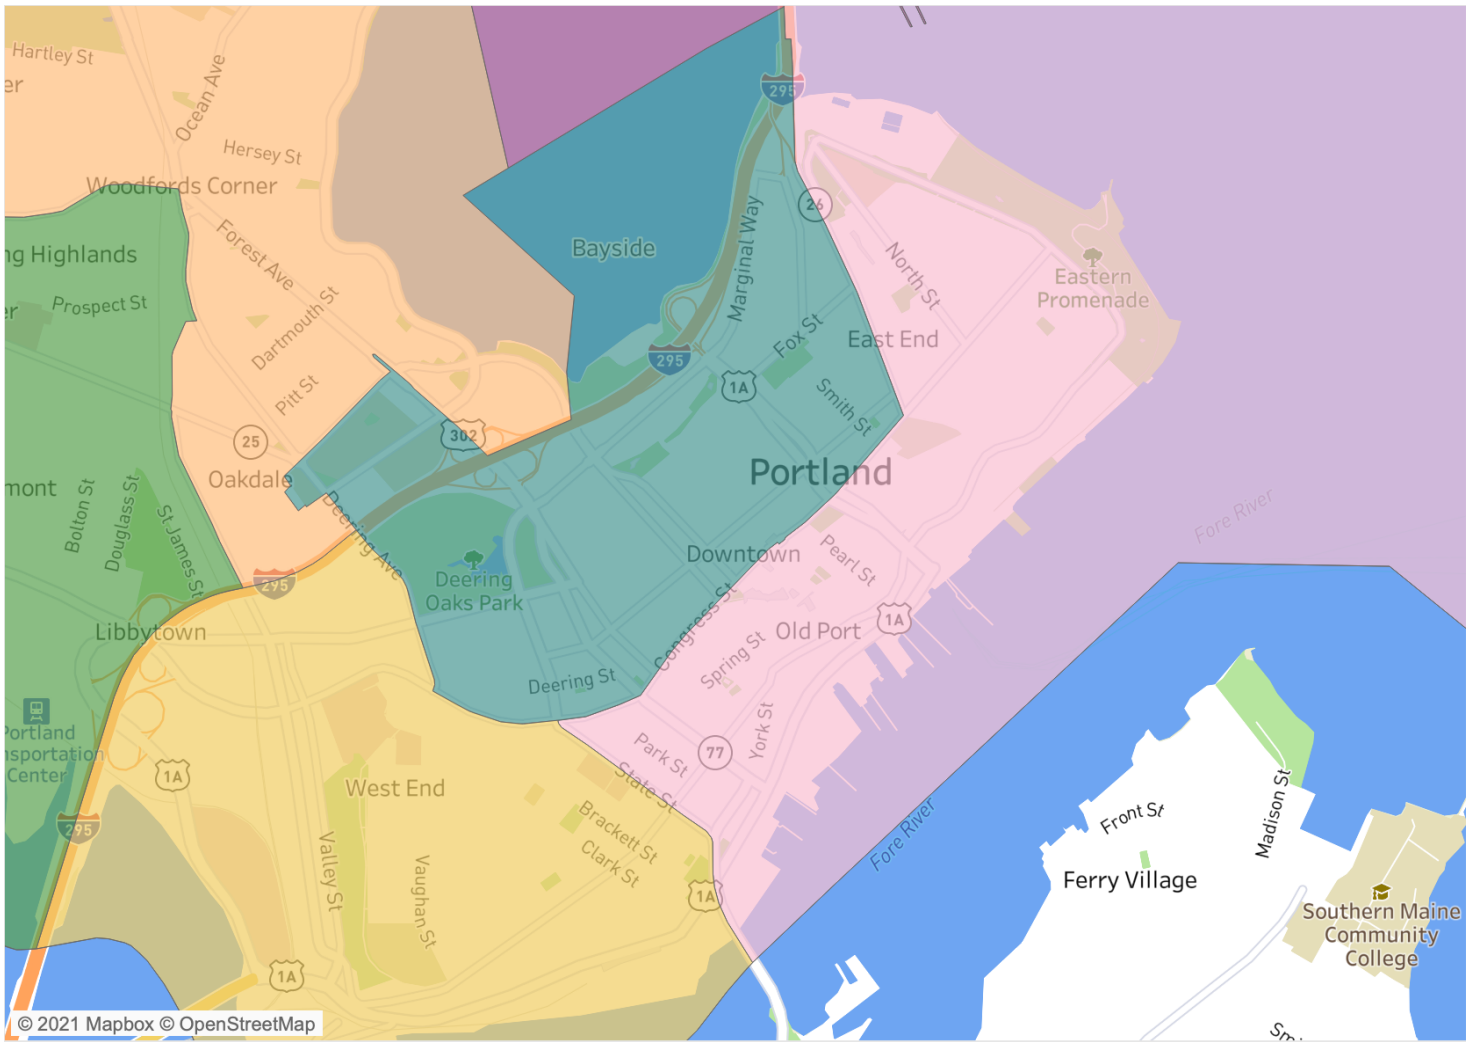 Hartley St
er
Ocean Ave
295
Hersey St
Woodfords Corner
26
ng Highlands
Forest Ave
Bayside
Marginal Way
North St
Eastern
Promenade
Prospect St
er
Dartmouth St
Fox St
East End
295
1A
Pitt St
Smith St
25
302
Oakdale
Portland
mont
Bolton St
Douglass St
St James St
Deering Ave
Fore River
Downtown
Pearl St
Deering
Oaks Park
295
Libbytown
Congress St
Old Port
1A
Spring St
Deering St
Portland
nsportation
Center
1A
Park St
77
York St
State St
West End
Brackett St
Clark St
Fore River
Front St
Madison St
295
Valley St
Vaughan St
1A
Ferry Village
Southern Maine
Community
College
1A
© 2021 Mapbox © OpenStreetMap